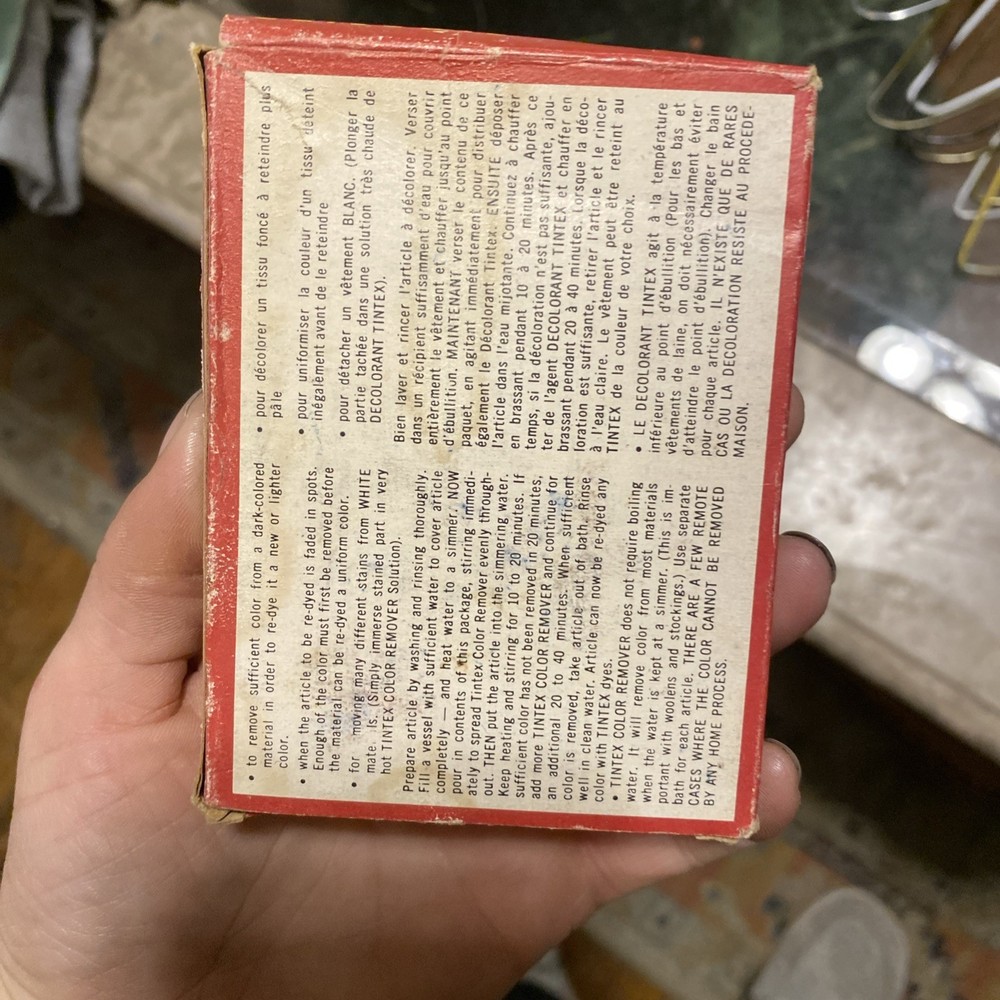 • to remove sufficient color from a dark-colored
material in order to re-dye it a new or lighter
color.
• when the article to be re-dyed is faded in spots.
Enough of the color must first be removed before
the material can be re-dyed a uniform color.
• for moving many different stains from WHITE
mate. ls. (Simply immerse stained part in very
hot TINTEX COLOR REMOVER Solution).
Prepare article by washing and rinsing thoroughly.
Fill a vessel with sufficient water to cover article
completely — and heat water to a simmer. NOW
pour in contents of this package, stirring immedi-
ately to spread Tintex Color Remover evenly through-
out. THEN put the article into the simmering water.
Keep heating and stirring for 10 to 20 minutes. If
sufficient color has not been removed in 20 minutes,
add more TINTEX COLOR REMOVER and continue for
an additional 20 to 40 minutes. When sufficient
color is removed, take article out of bath. Rinse
well in clean water. Article can now be re-dyed any
color with TINTEX dyes.
• TINTEX COLOR REMOVER does not require boiling
water. It will remove color from most materials
when the water is kept at a simmer. (This is im-
portant with woolens and stockings.) Use separate
bath for each article. THERE ARE A FEW REMOTE
CASES WHERE THE COLOR CANNOT BE REMOVED
BY ANY HOME PROCESS.
• pour décolorer un tissu foncé à reteindre plus
pâle
• pour uniformiser la couleur d'un tissu déteint
inégalement avant de le reteindre
• pour détacher un vêtement BLANC. (Plonger la
partie tachée dans une solution très chaude de
DECOLORANT TINTEX).
Bien laver et rincer l'article à décolorer. Verser
dans un récipient suffisamment d'eau pour couvrir
entièrement le vêtement et chauffer jusqu'au point
d'ébullition. MAINTENANT verser le contenu de ce
paquet, en agitant immédiatement pour distribuer
également le Décolorant Tintex. ENSUITE déposer
l'article dans l'eau mijotante. Continuez à chauffer
en brassant pendant 10 à 20 minutes. Après ce
temps, si la décoloration n'est pas suffisante, ajou-
ter de l'agent DECOLORANT TINTEX et chauffer en
brassant pendant 20 à 40 minutes. Lorsque la déco-
loration est suffisante, retirer l'article et le rincer
à l'eau claire. Le vêtement peut être reteint au
TINTEX de la couleur de votre choix.
• LE DECOLORANT TINTEX agit à la température
inférieure au point d'ébullition (Pour les bas et
vêtements de laine, on doit nécessairement éviter
d'atteindre le point d'ébullition). Changer le bain
pour chaque article. IL N'EXISTE QUE DE RARES
CAS OU LA DECOLORATION RESISTE AU PROCEDE-
MAISON.